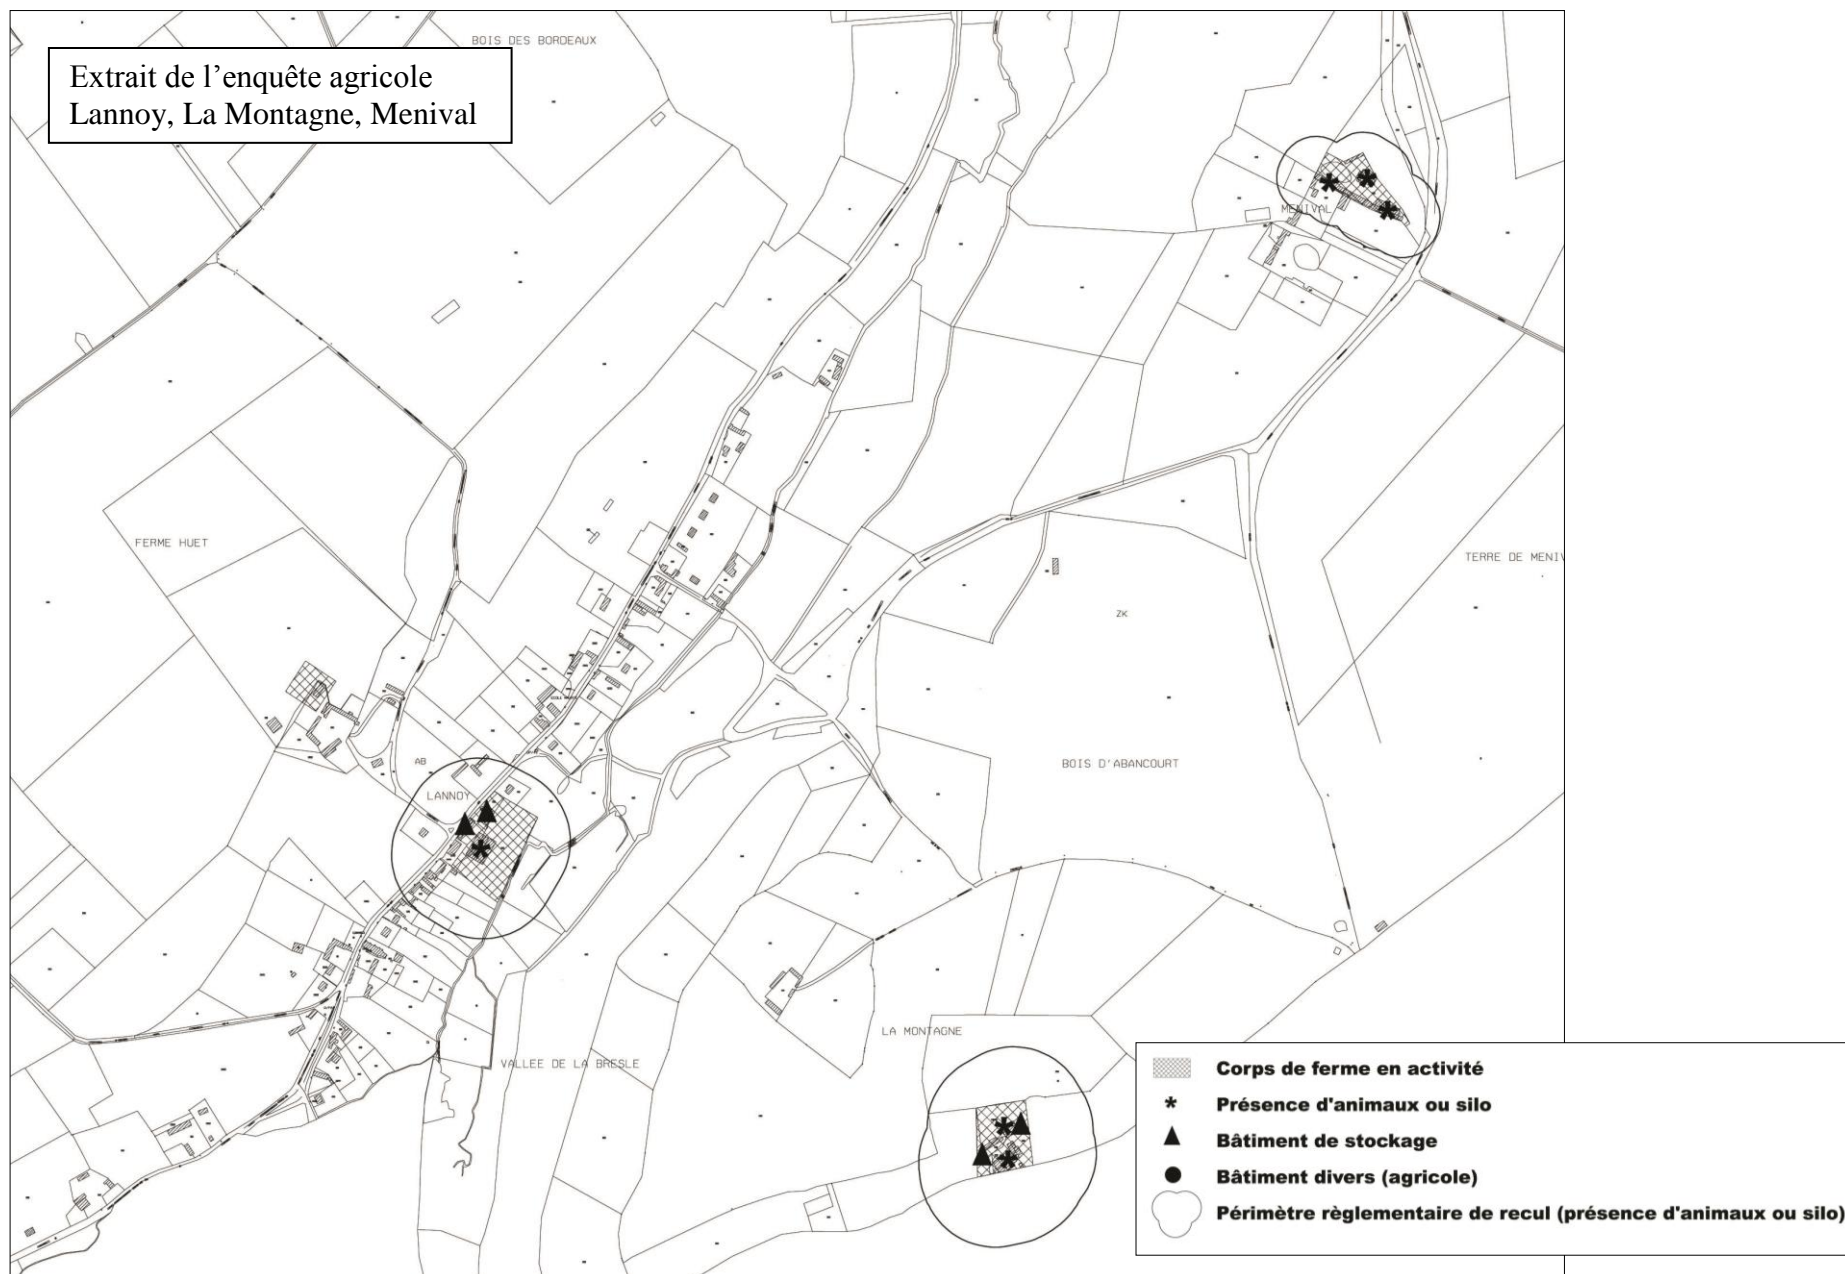 BOIS DES BORDEAUX
Extrait de l'enquête agricole
Lannoy, La Montagne, Menival
MENIVAL
FERME HUET
TERRE DE MENIV
ZK
BOIS D'ABANCOURT
AB
LANNOY
LA MONTAGNE
VALLEE DE LA BRESLE
Corps de ferme en activité
Présence d'animaux ou silo
Bâtiment de stockage
Bâtiment divers (agricole)
Périmètre règlementaire de recul (présence d'animaux ou silo)